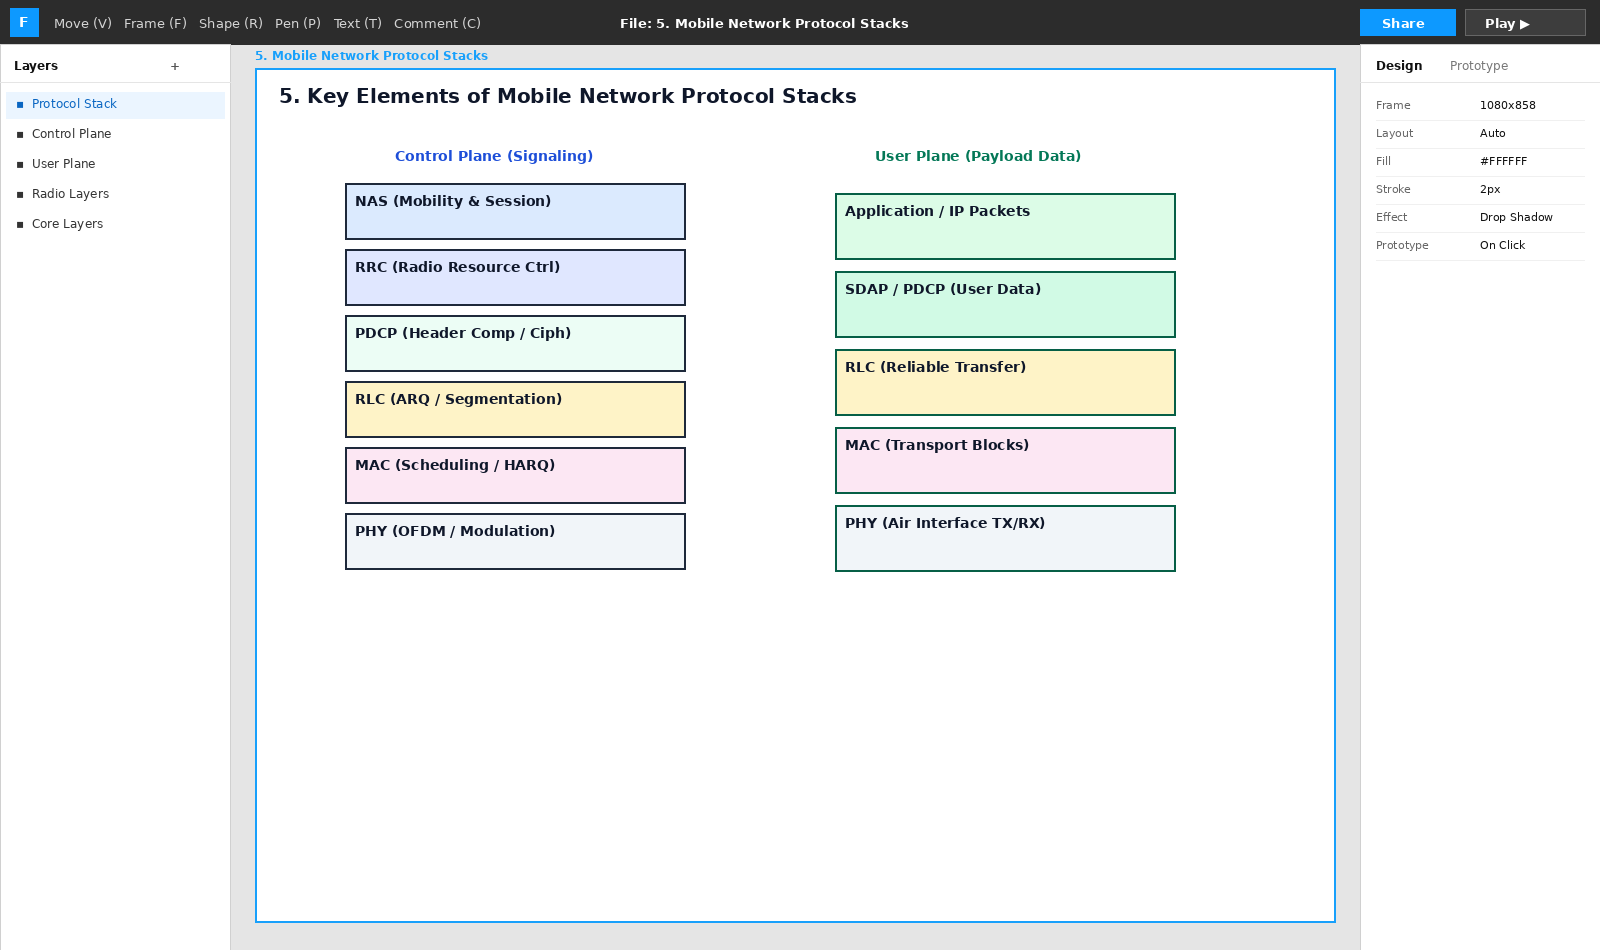 F Move (V) Frame (F) Shape (R) Pen (P) Text (T) Comment (C) File: 5. Mobile Network Protocol Stacks Share Play ▶
Layers +
Protocol Stack
Control Plane
User Plane
Radio Layers
Core Layers
5. Mobile Network Protocol Stacks
5. Key Elements of Mobile Network Protocol Stacks
Control Plane (Signaling)
NAS (Mobility & Session)
RRC (Radio Resource Ctrl)
PDCP (Header Comp / Ciph)
RLC (ARQ / Segmentation)
MAC (Scheduling / HARQ)
PHY (OFDM / Modulation)
User Plane (Payload Data)
Application / IP Packets
SDAP / PDCP (User Data)
RLC (Reliable Transfer)
MAC (Transport Blocks)
PHY (Air Interface TX/RX)
Design Prototype
Frame 1080x858
Layout Auto
Fill #FFFFFF
Stroke 2px
Effect Drop Shadow
Prototype On Click